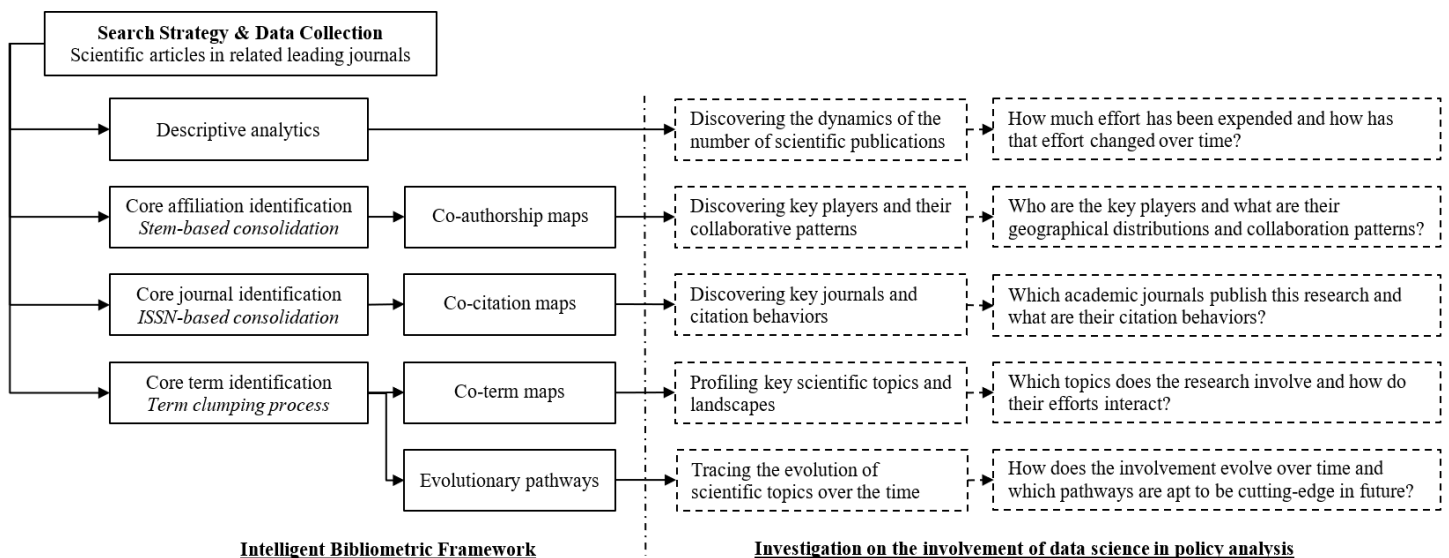 Search Strategy & Data Collection
Scientific articles in related leading journals
Descriptive analytics
Discovering the dynamics of the
number of scientific publications
How much effort has been expended and how has
that effort changed over time?
Core affiliation identification
Stem-based consolidation
Co-authorship maps
Discovering key players and their
collaborative patterns
Who are the key players and what are their
geographical distributions and collaboration patterns?
Core journal identification
ISSN-based consolidation
Co-citation maps
Discovering key journals and
citation behaviors
Which academic journals publish this research and
what are their citation behaviors?
Core term identification
Term clumping process
Co-term maps
Profiling key scientific topics and
landscapes
Which topics does the research involve and how do
their efforts interact?
Evolutionary pathways
Tracing the evolution of
scientific topics over the time
How does the involvement evolve over time and
which pathways are apt to be cutting-edge in future?
Intelligent Bibliometric Framework
Investigation on the involvement of data science in policy analysis